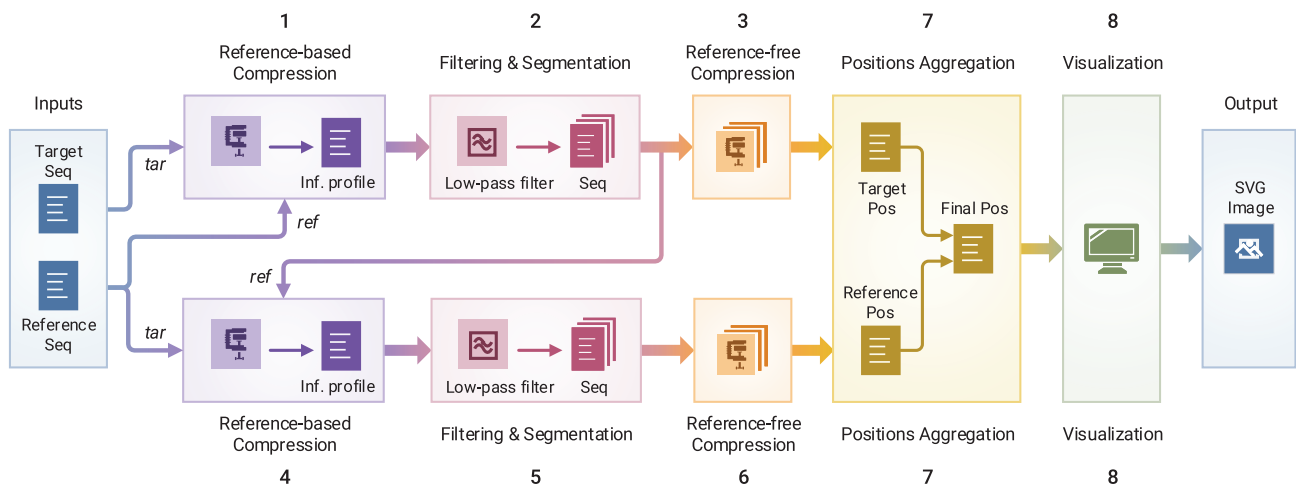 1
2
3
7
8
Reference-based
Compression
Filtering & Segmentation
Reference-free
Compression
Positions Aggregation
Visualization
Inputs
Output
Target
Seq
tar
Inf. profile
Low-pass filter
Seq
Target
Pos
Final Pos
SVG
Image
ref
ref
Reference
Seq
tar
Inf. profile
Low-pass filter
Seq
Reference
Pos
Reference-based
Compression
Filtering & Segmentation
Reference-free
Compression
Positions Aggregation
Visualization
4
5
6
7
8